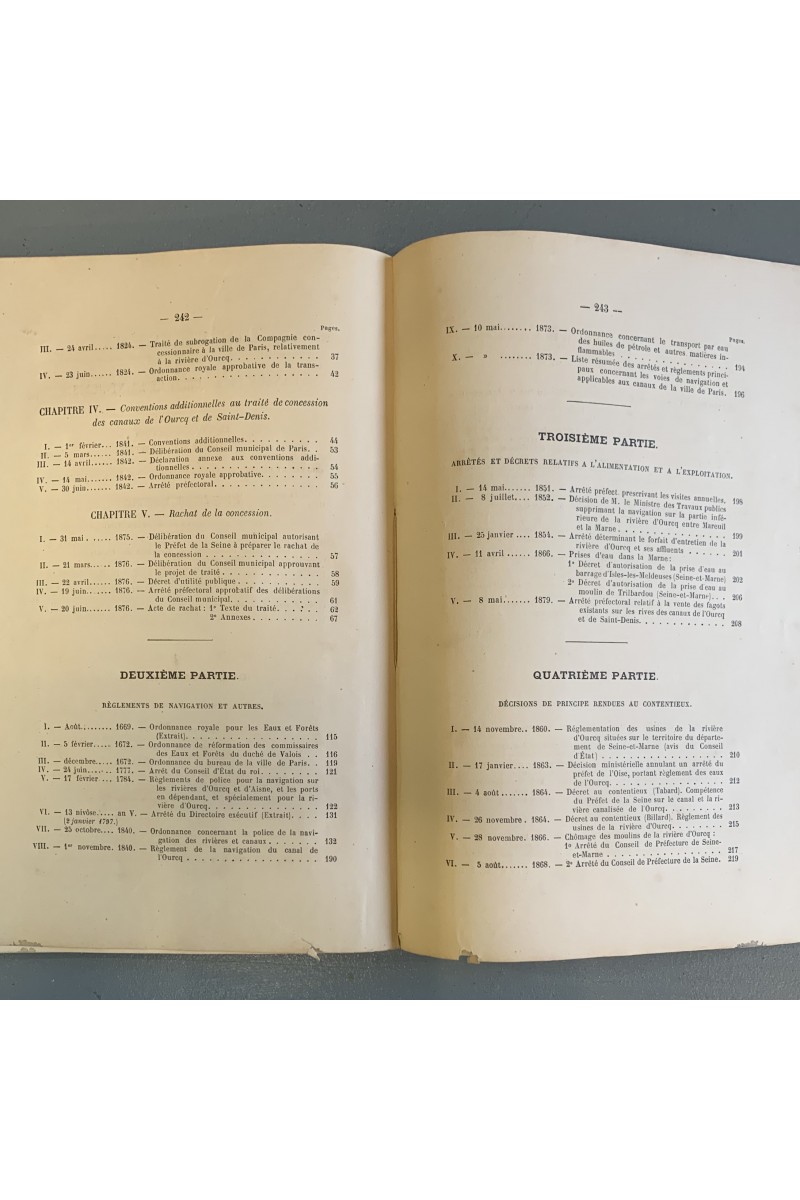 — 242 —
Pages.
III. — 24 avril..... 1824. — Traité de subrogation de la Compagnie con-
cessionnaire à la ville de Paris, relativement
à la rivière d'Ourcq. . . . . . . . . . . . 37
IV. — 23 juin..... 1824. — Ordonnance royale approbative de la trans-
action. . . . . . . . . . . . . . . . . . 42
CHAPITRE IV. — Conventions additionnelles au traité de concession
des canaux de l'Ourcq et de Saint-Denis.
I. — 1er février... 1841. — Conventions additionnelles. . . . . . . . . 44
II. — 5 mars...... 1841. — Délibération du Conseil municipal de Paris. . 53
III. — 14 avril..... 1842. — Déclaration annexe aux conventions addi-
tionnelles . . . . . . . . . . . . . . . . 54
IV. — 14 mai...... 1842. — Ordonnance royale approbative. . . . . . . 55
V. — 30 juin...... 1842. — Arrêté préfectoral. . . . . . . . . . . . . 56
CHAPITRE V. — Rachat de la concession.
I. — 31 mai ...... 1875. — Délibération du Conseil municipal autorisant
le Préfet de la Seine à préparer le rachat de
la concession . . . . . . . . . . . . . . 57
II. — 21 mars..... 1876. — Délibération du Conseil municipal approuvant
le projet de traité. . . . . . . . . . . . . 58
III. — 22 avril..... 1876. — Décret d'utilité publique. . . . . . . . . . 59
IV. — 19 juin...... 1876. — Arrêté préfectoral approbatif des délibérations
du Conseil municipal. . . . . . . . . . . 61
V. — 20 juin...... 1876. — Acte de rachat : 1° Texte du traité. . . . . 62
2° Annexes. . . . . . . . . 67
DEUXIÈME PARTIE.
RÈGLEMENTS DE NAVIGATION ET AUTRES.
I. — Août........ 1669. — Ordonnance royale pour les Eaux et Forêts
(Extrait). . . . . . . . . . . . . . . . . 115
II. — 5 février..... 1672. — Ordonnance de réformation des commissaires
des Eaux et Forêts du duché de Valois . . 116
III. — décembre.... 1672. — Ordonnance du bureau de la ville de Paris. . 119
IV. — 24 juin...... 1777. — Arrêt du Conseil d'État du roi. . . . . . . . 121
V. — 17 février ... 1784. — Règlements de police pour la navigation sur
les rivières d'Ourcq et d'Aisne, et les ports
en dépendant, et spécialement pour la ri-
vière d'Ourcq. . . . . . . . . . . . . . . 122
VI. — 13 nivôse..... au V. — Arrêté du Directoire exécutif (Extrait). . . . 131
(2 janvier 1797.)
VII. — 25 octobre.... 1840. — Ordonnance concernant la police de la navi-
gation des rivières et canaux. . . . . . . 132
VIII. — 1er novembre. 1840. — Règlement de la navigation du canal de
l'Ourcq . . . . . . . . . . . . . . . . . 190
— 243 —
Pages.
IX. — 10 mai........ 1873. — Ordonnance concernant le transport par eau
des huiles de pétrole et autres matières in-
flammables . . . . . . . . . . . . . . . 194
X. — » ........ 1873. — Liste résumée des arrêtés et règlements princi-
paux concernant les voies de navigation et
applicables aux canaux de la ville de Paris. 196
TROISIÈME PARTIE.
ARRÊTÉS ET DÉCRETS RELATIFS A L'ALIMENTATION ET A L'EXPLOITATION.
I. — 14 mai...... 1851. — Arrêté préfect. prescrivant les visites annuelles. 198
II. — 8 juillet.... 1852. — Décision de M. le Ministre des Travaux publics
supprimant la navigation sur la partie infé-
rieure de la rivière d'Ourcq entre Mareuil
et la Marne. . . . . . . . . . . . . . . 199
III. — 25 janvier.... 1854. — Arrêté déterminant le forfait d'entretien de la
rivière d'Ourcq et ses affluents . . . . . . 201
IV. — 11 avril..... 1866. — Prises d'eau dans la Marne :
1° Décret d'autorisation de la prise d'eau au
barrage d'Isles-les-Meldeuses (Seine-et-Marne) 202
2° Décret d'autorisation de la prise d'eau au
moulin de Trilbardou (Seine-et-Marne). . . 206
V. — 8 mai...... 1879. — Arrêté préfectoral relatif à la vente des fagots
existants sur les rives des canaux de l'Ourcq
et de Saint-Denis. . . . . . . . . . . . . 208
QUATRIÈME PARTIE.
DÉCISIONS DE PRINCIPE RENDUES AU CONTENTIEUX.
I. — 14 novembre.. 1860. — Réglementation des usines de la rivière
d'Ourcq situées sur le territoire du départe-
ment de Seine-et-Marne (avis du Conseil
d'État) . . . . . . . . . . . . . . . . . 210
II. — 17 janvier.... 1863. — Décision ministérielle annulant un arrêté du
préfet de l'Oise, portant règlement des eaux
de l'Ourcq. . . . . . . . . . . . . . . . 212
III. — 4 août...... 1864. — Décret au contentieux (Tabard). Compétence
du Préfet de la Seine sur le canal et la ri-
vière canalisée de l'Ourcq. . . . . . . . . 213
IV. — 26 novembre . 1864. — Décret au contentieux (Billard). Règlement des
usines de la rivière d'Ourcq. . . . . . . . 215
V. — 28 novembre. 1866. — Chômage des moulins de la rivière d'Ourcq :
1° Arrêté du Conseil de Préfecture de Seine-
et-Marne . . . . . . . . . . . . . . . . 217
VI. — 5 août....... 1868. — 2° Arrêté du Conseil de Préfecture de la Seine. 219